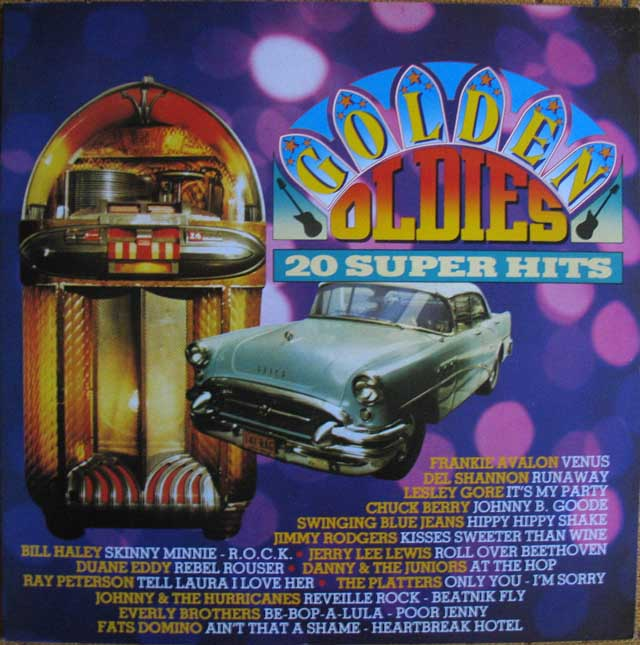 GOLDEN
OLDIES
20 SUPER HITS
BUICK
FRANKIE AVALON VENUS
DEL SHANNON RUNAWAY
LESLEY GORE IT'S MY PARTY
CHUCK BERRY JOHNNY B. GOODE
SWINGING BLUE JEANS HIPPY HIPPY SHAKE
JIMMY RODGERS KISSES SWEETER THAN WINE
BILL HALEY SKINNY MINNIE - R.O.C.K. • JERRY LEE LEWIS ROLL OVER BEETHOVEN
DUANE EDDY REBEL ROUSER • DANNY & THE JUNIORS AT THE HOP
RAY PETERSON TELL LAURA I LOVE HER • THE PLATTERS ONLY YOU - I'M SORRY
JOHNNY & THE HURRICANES REVEILLE ROCK - BEATNIK FLY
EVERLY BROTHERS BE-BOP-A-LULA - POOR JENNY
FATS DOMINO AIN'T THAT A SHAME - HEARTBREAK HOTEL